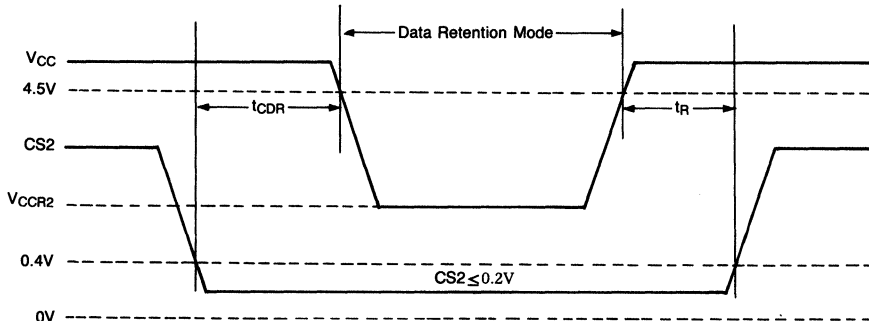 Data Retention Mode
VCC
4.5V
tCDR
tR
CS2
VCCR2
0.4V
CS2≤0.2V
0V